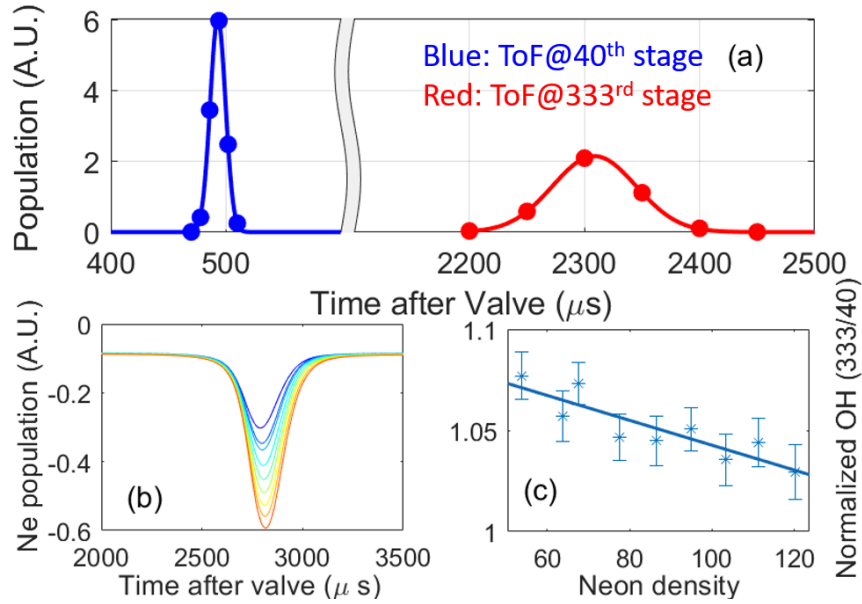 Population (A.U.)
6
4
2
0
Blue: ToF@40th stage
(a)
Red: ToF@333rd stage
400
500
2200
2300
2400
2500
Time after Valve (μs)
Ne population (A.U.)
0
-0.2
-0.4
-0.6
(b)
2000
2500
3000
3500
Time after valve (μ s)
1.1
1.05
1
(c)
60
80
100
120
Neon density
Normalized OH (333/40)